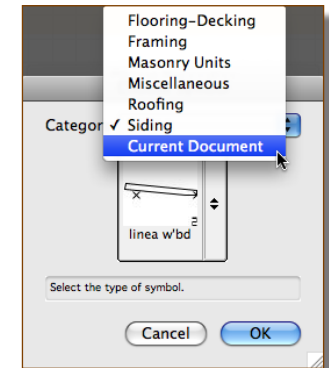 Flooring-Decking
Framing
Masonry Units
Miscellaneous
Roofing
Categor ✓ Siding
Current Document
linea w'bd
Select the type of symbol.
Cancel OK